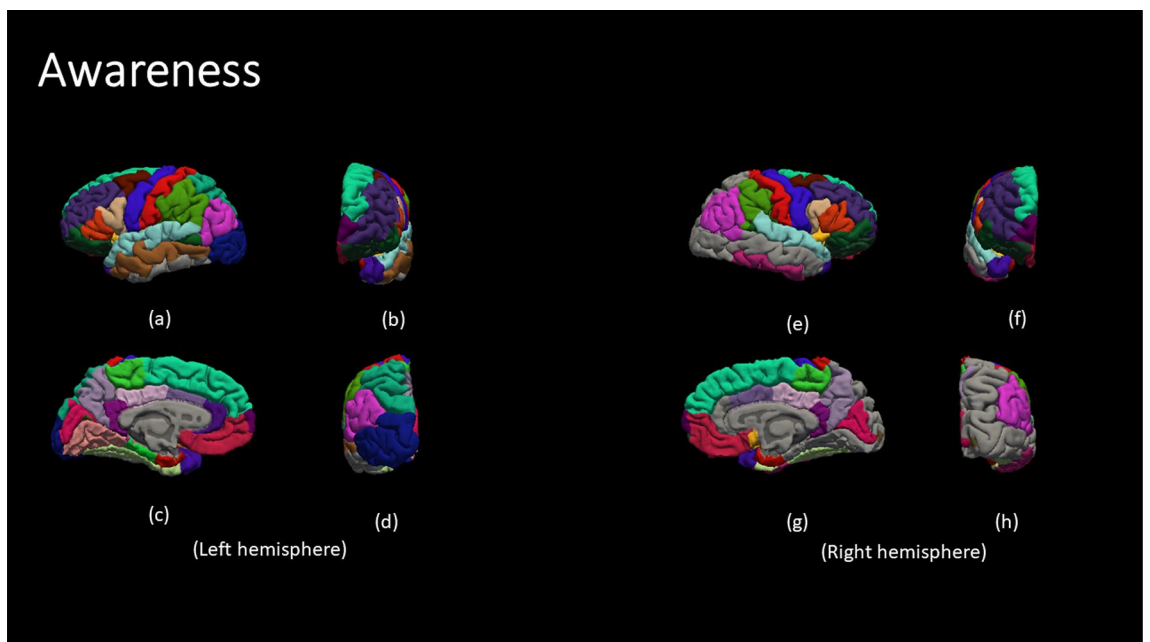 Awareness
(a)
(b)
(e)
(f)
(c)
(d)
(g)
(h)
(Left hemisphere)
(Right hemisphere)